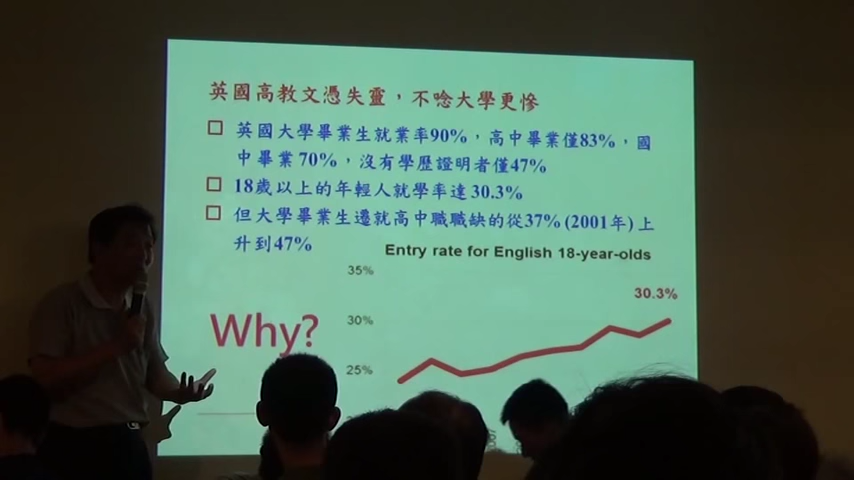 英國高教文憑失靈，不唸大學更慘
英國大學畢業生就業率90%，高中畢業僅83%，國
中畢業70%，沒有學歷證明者僅47%
18歲以上的年輕人就學率達30.3%
但大學畢業生遷就高中職職缺的從37% (2001年) 上
升到47%
Entry rate for English 18-year-olds
35%
30.3%
Why?
30%
25%